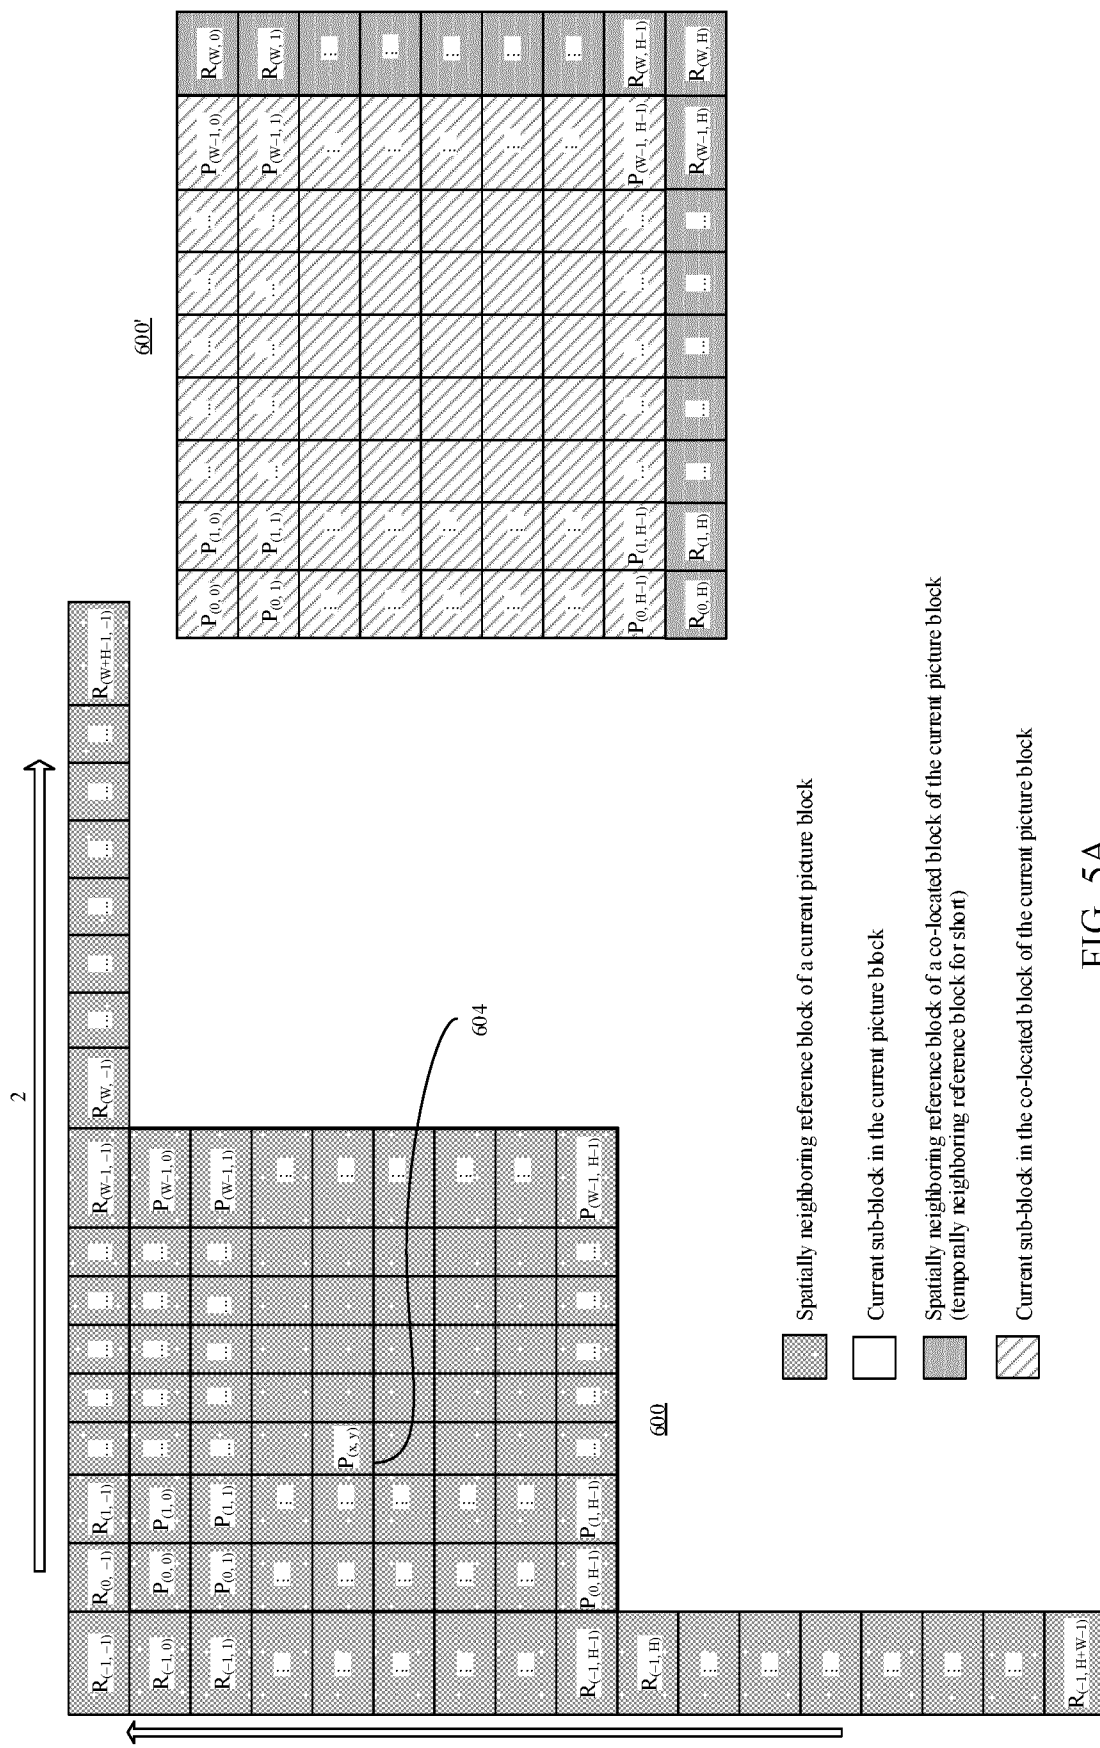 2
R(−1, −1) R(0, −1) R(1, −1) ... ... ... ... ... R(W−1, −1) R(W, −1) ... ... ... ... ... ... R(W+H−1, −1)
R(−1, 0) P(0, 0) P(1, 0) ... ... ... ... ... P(W−1, 0)
R(−1, 1) P(0, 1) P(1, 1) ... ... ... ... ... P(W−1, 1)
... ... ... ...
... ... ... P(x, y) ...
... ... ... ...
... ... ... ...
... ... ... ...
R(−1, H−1) P(0, H−1) P(1, H−1) ... ... ... ... ... P(W−1, H−1)
R(−1, H)
...
...
...
...
...
...
R(−1, H+W−1)
604
600
600'
P(0, 0) P(1, 0) ... ... ... ... ... P(W−1, 0) R(W, 0)
P(0, 1) P(1, 1) ... ... ... ... ... P(W−1, 1) R(W, 1)
... ... ... ...
... ... ... ...
... ... ... ...
... ... ... ...
... ... ... ...
P(0, H−1) P(1, H−1) ... ... ... ... ... P(W−1, H−1) R(W, H−1)
R(0, H) R(1, H) ... ... ... ... ... R(W−1, H) R(W, H)
Spatially neighboring reference block of a current picture block
Current sub-block in the current picture block
Spatially neighboring reference block of a co-located block of the current picture block
(temporally neighboring reference block for short)
Current sub-block in the co-located block of the current picture block
FIG. 5A